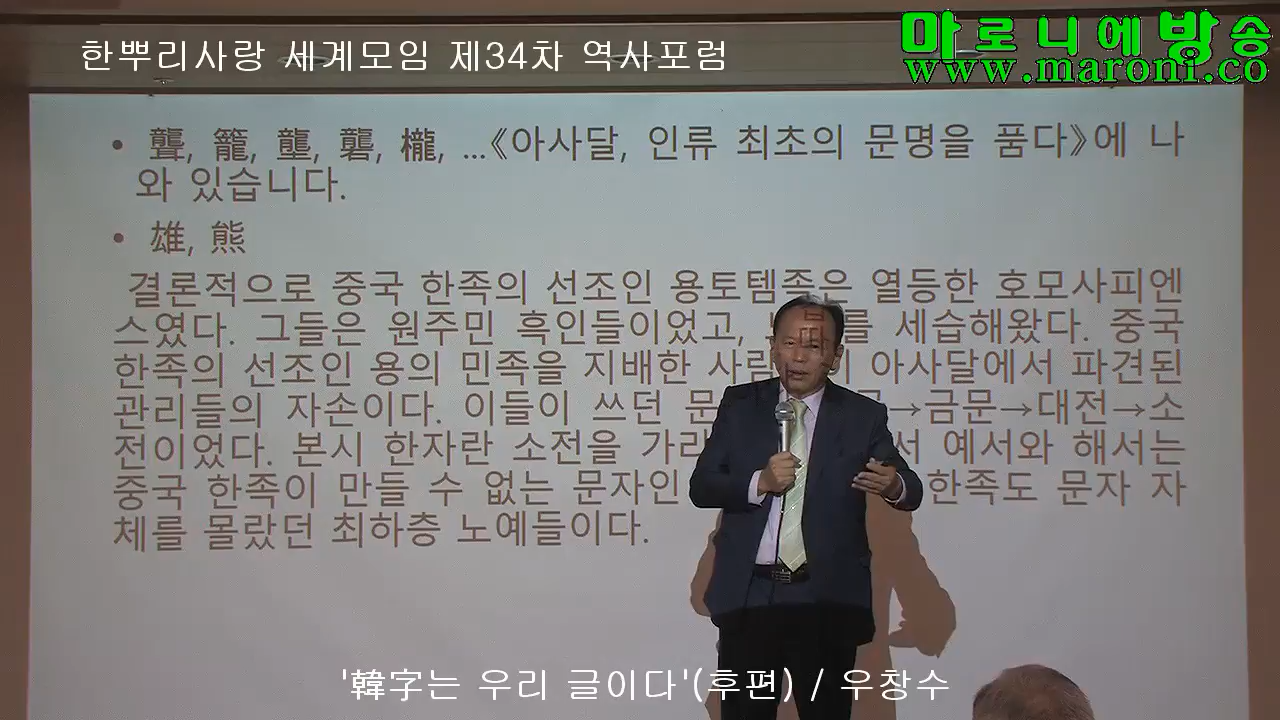 한뿌리사랑 세계모임 제34차 역사포럼
마로니에방송
www.maroni.co
• 聾, 籠, 壟, 礱, 櫳, ...《아사달, 인류 최초의 문명을 품다》에 나
와 있습니다.
• 雄, 熊
결론적으로 중국 한족의 선조인 용토템족은 열등한 호모사피엔
스였다. 그들은 원주민 흑인들이었고, 를 세습해왔다. 중국
한족의 선조인 용의 민족을 지배한 아사달에서 파견된
관리들의 자손이다. 이들이 쓰던 →금문→대전→소
전이었다. 본시 한자란 소전을 예서와 해서는
중국 한족이 만들 수 없는 문자인 한족도 문자 자
체를 몰랐던 최하층 노예들이다.
'韓字는 우리 글이다'(후편) / 우창수